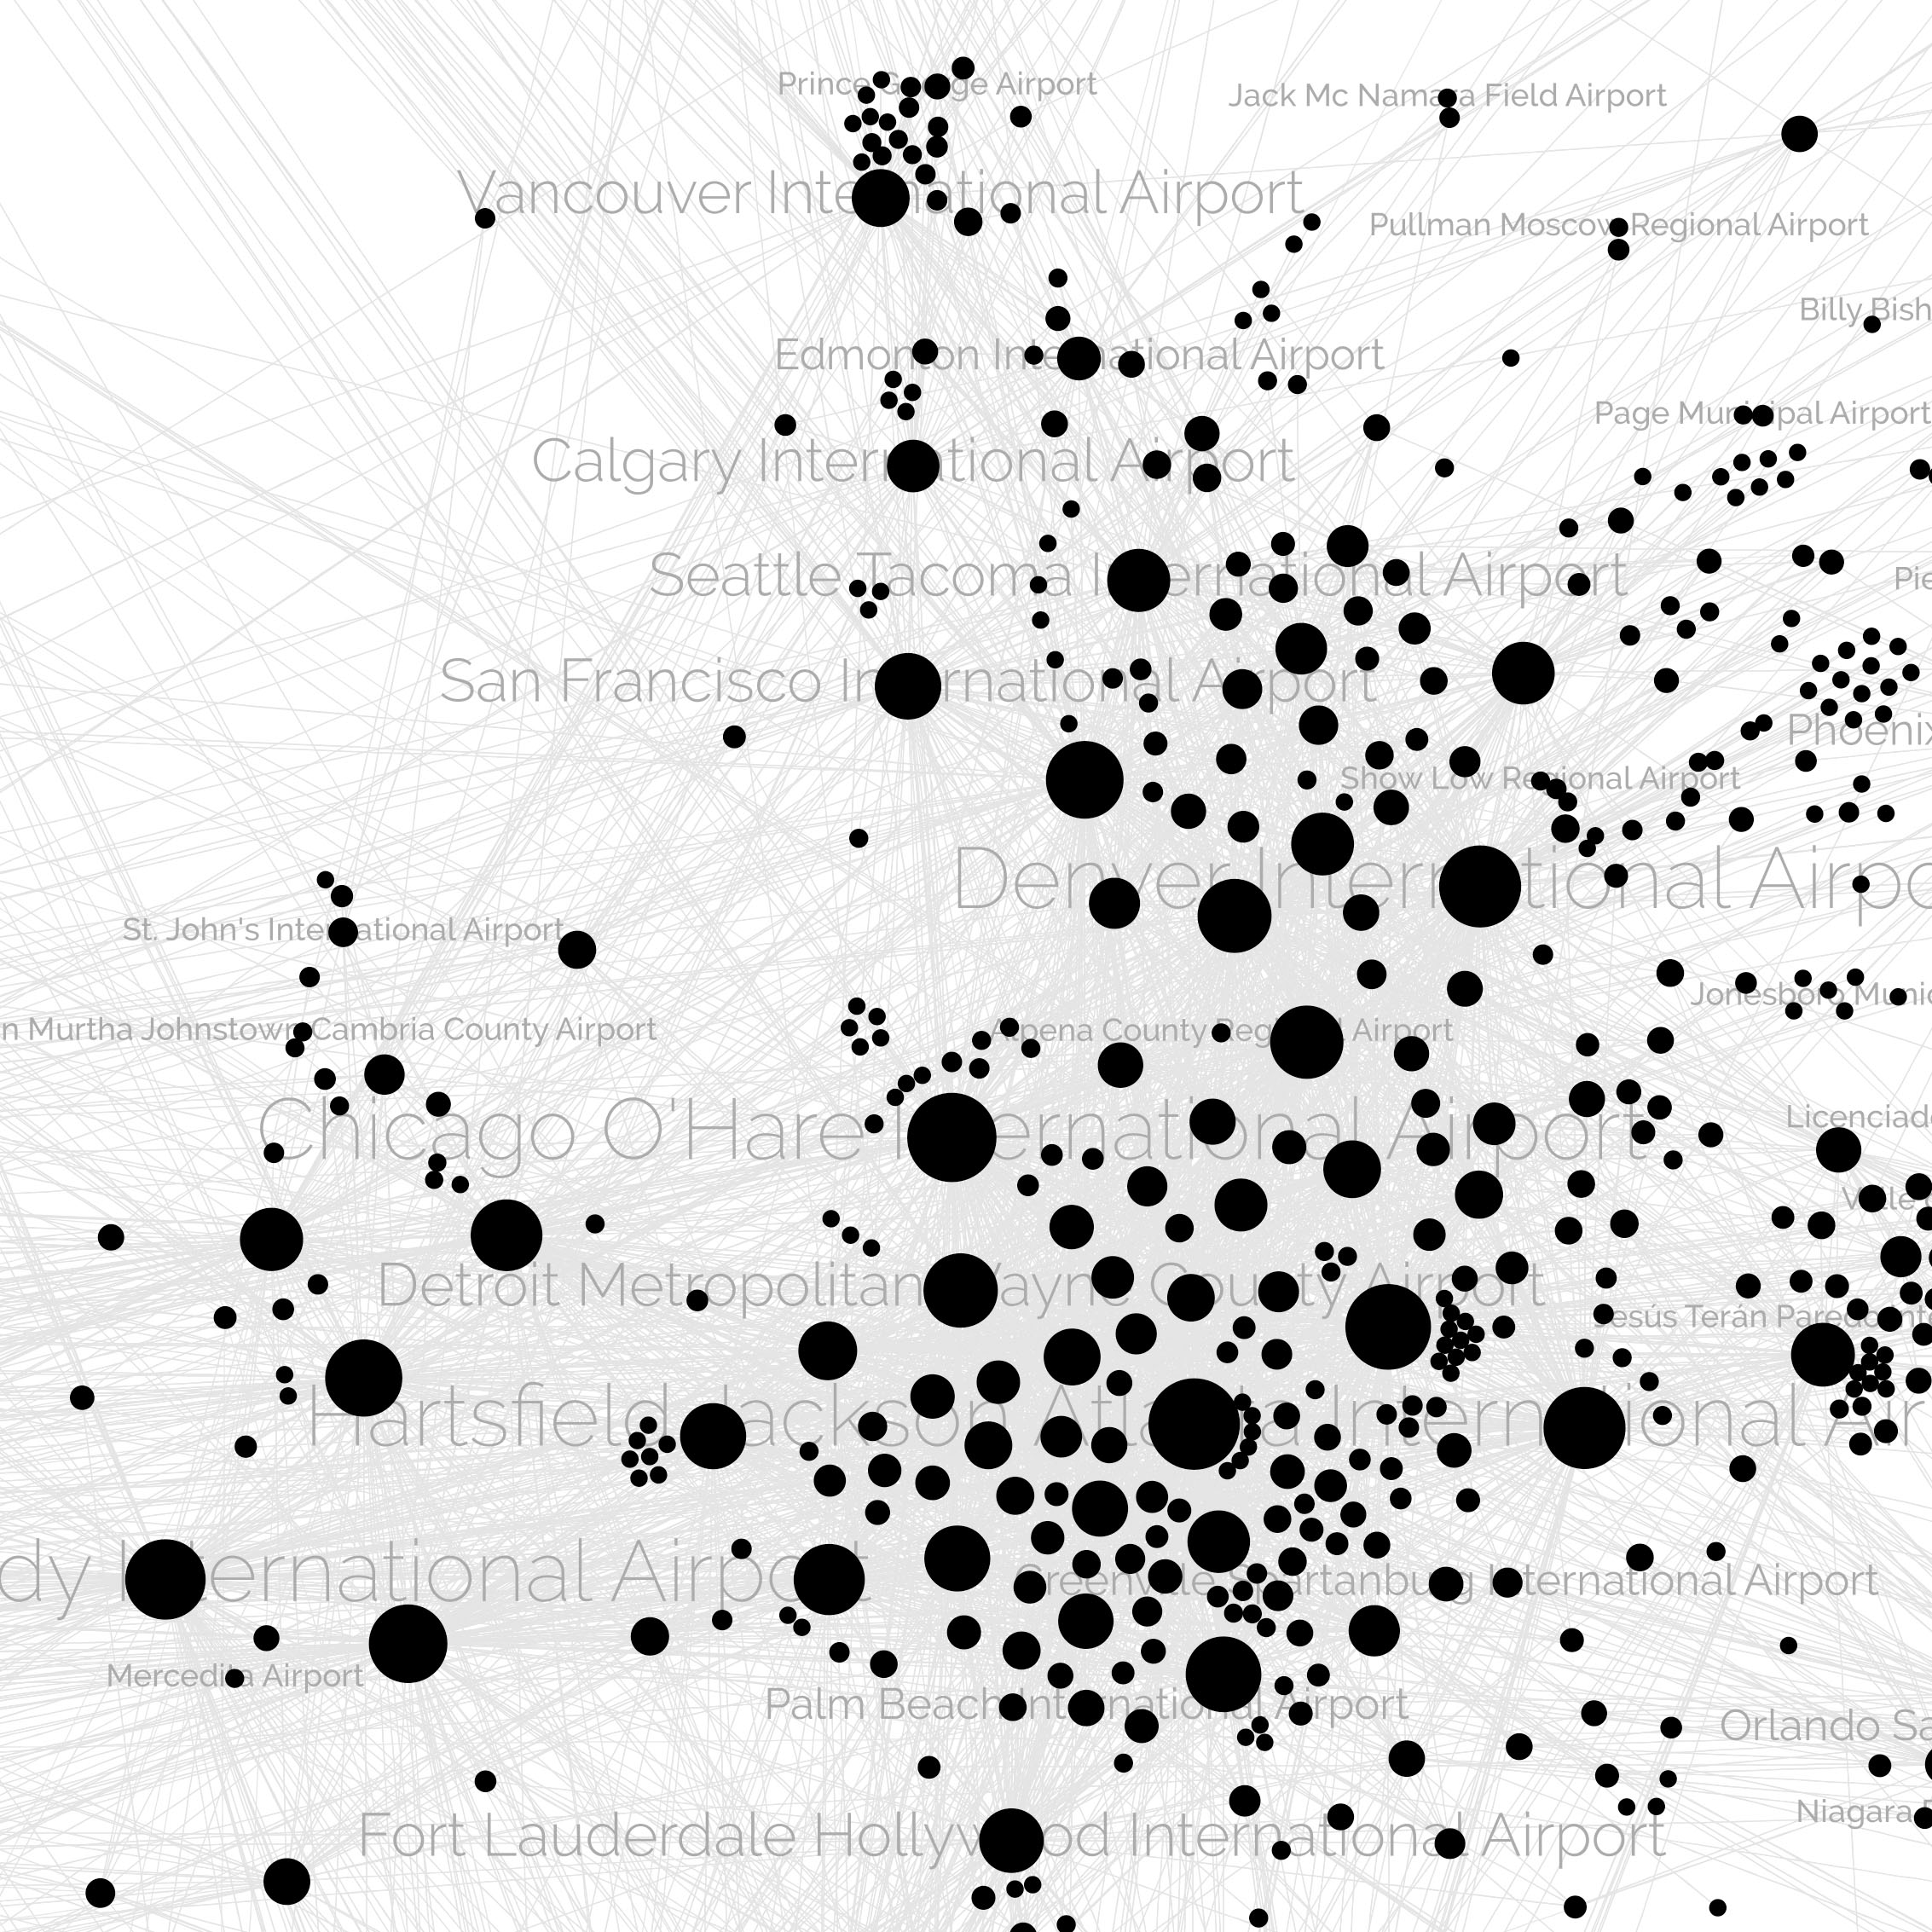 Prince George Airport
Jack Mc Namara Field Airport
Vancouver International Airport
Pullman Moscow Regional Airport
Billy Bish
Edmonton International Airport
Page Municipal Airport
Calgary International Airport
Seattle Tacoma International Airport
Pie
San Francisco International Airport
Phoenix
Show Low Regional Airport
Denver International Airpo
St. John's International Airport
Jonesboro Munic
n Murtha Johnstown Cambria County Airport
Alpena County Regional Airport
Licenciado
Chicago O'Hare International Airport
Valle
Detroit Metropolitan Wayne County Airport
Jesús Terán Paredo Inte
Hartsfield Jackson Atlanta International Air
dy International Airport
Greenville Spartanburg International Airport
Mercedita Airport
Palm Beach International Airport
Orlando Sa
Niagara
Fort Lauderdale Hollywood International Airport